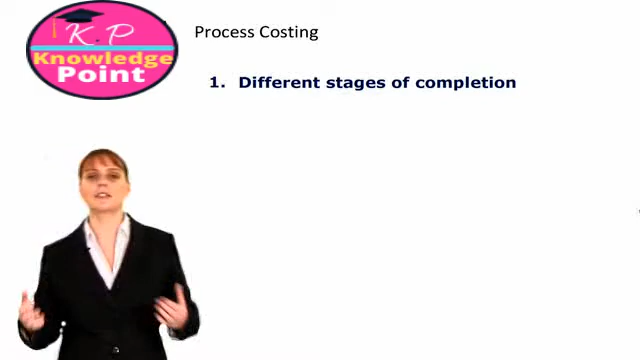 K.P
Knowledge
Point
Process Costing
1. Different stages of completion